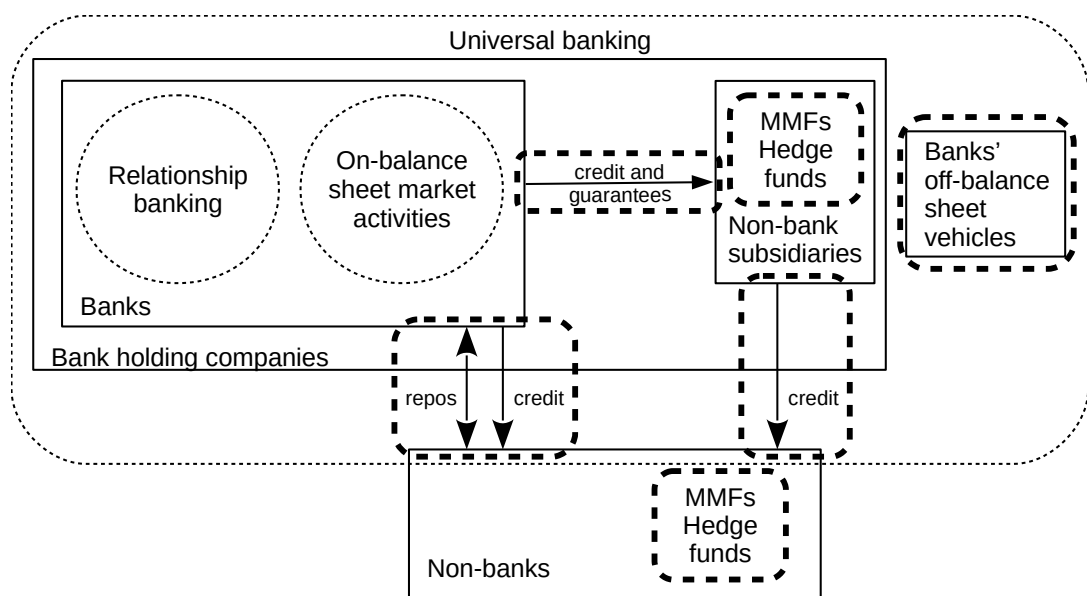 Universal banking
Relationship
banking
On-balance
sheet market
activities
credit and
guarantees
MMFs
Hedge
funds
Non-bank
subsidiaries
Banks’
off-balance
sheet
vehicles
Banks
Bank holding companies
repos
credit
credit
MMFs
Hedge
funds
Non-banks